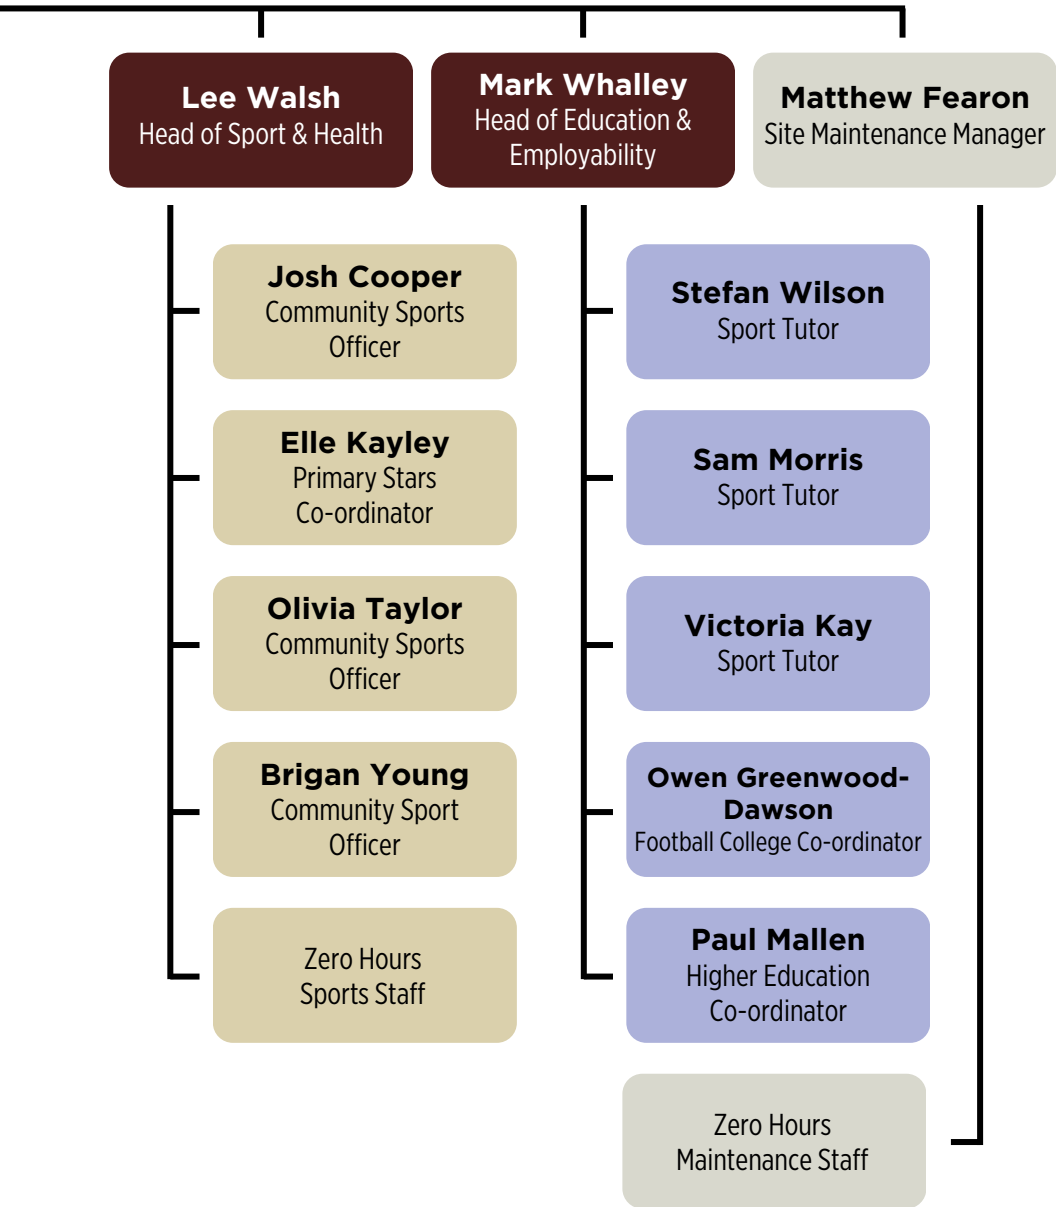 Lee Walsh
Head of Sport & Health
Mark Whalley
Head of Education &
Employability
Matthew Fearon
Site Maintenance Manager
Josh Cooper
Community Sports
Officer
Elle Kayley
Primary Stars
Co-ordinator
Olivia Taylor
Community Sports
Officer
Brigan Young
Community Sport
Officer
Zero Hours
Sports Staff
Stefan Wilson
Sport Tutor
Sam Morris
Sport Tutor
Victoria Kay
Sport Tutor
Owen Greenwood-
Dawson
Football College Co-ordinator
Paul Mallen
Higher Education
Co-ordinator
Zero Hours
Maintenance Staff